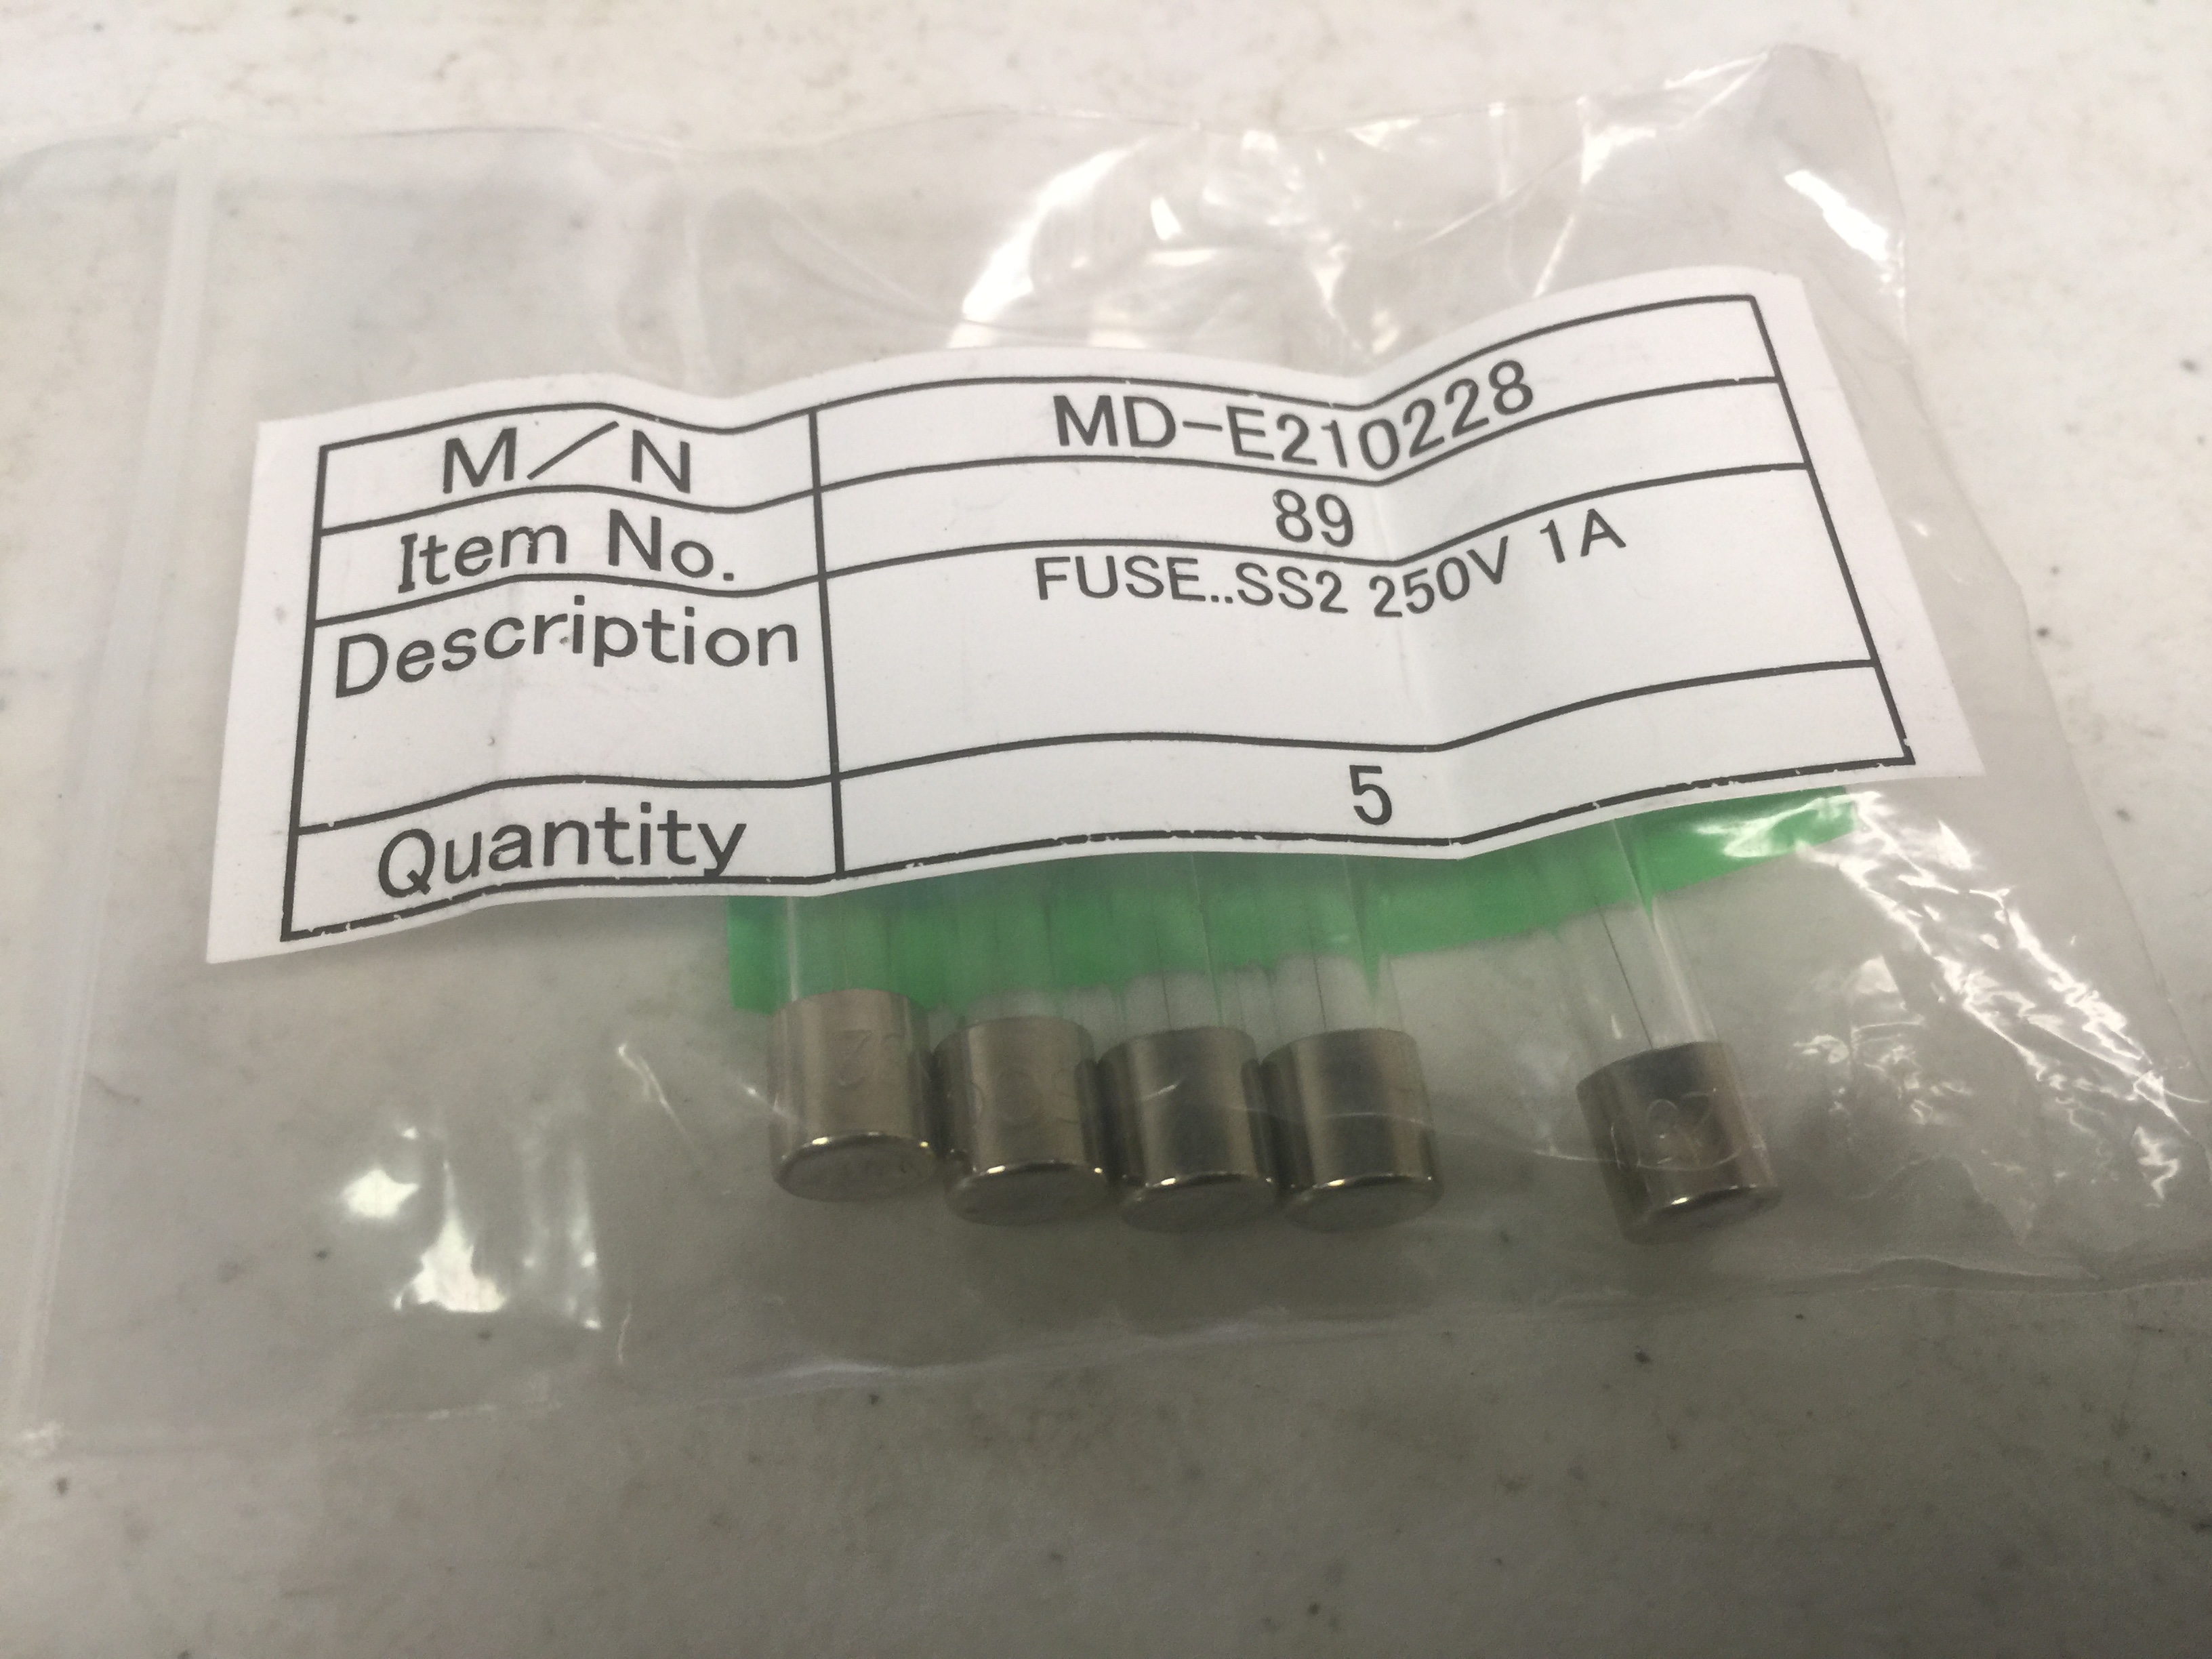 M／N MD-E210228
Item No. 89
Description FUSE..SS2 250V 1A
Quantity 5